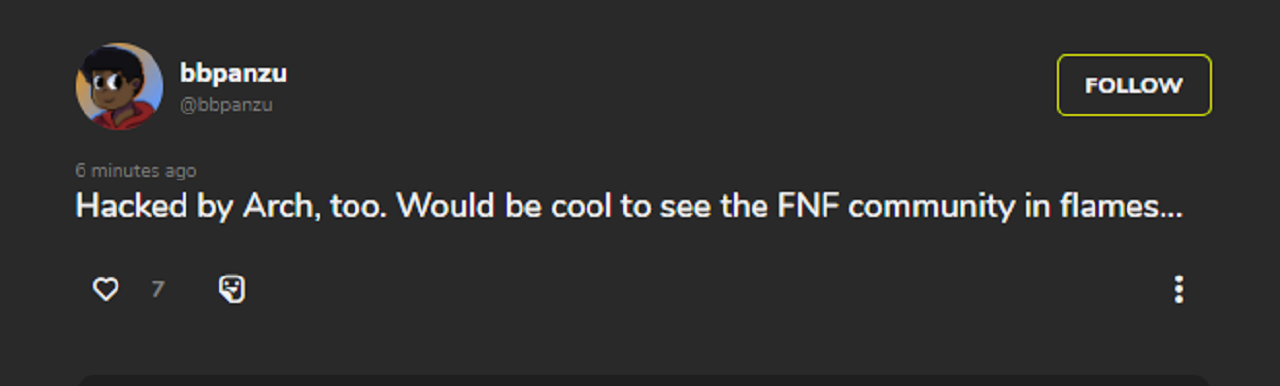 bbpanzu
@bbpanzu
FOLLOW
6 minutes ago
Hacked by Arch, too. Would be cool to see the FNF community in flames...
7